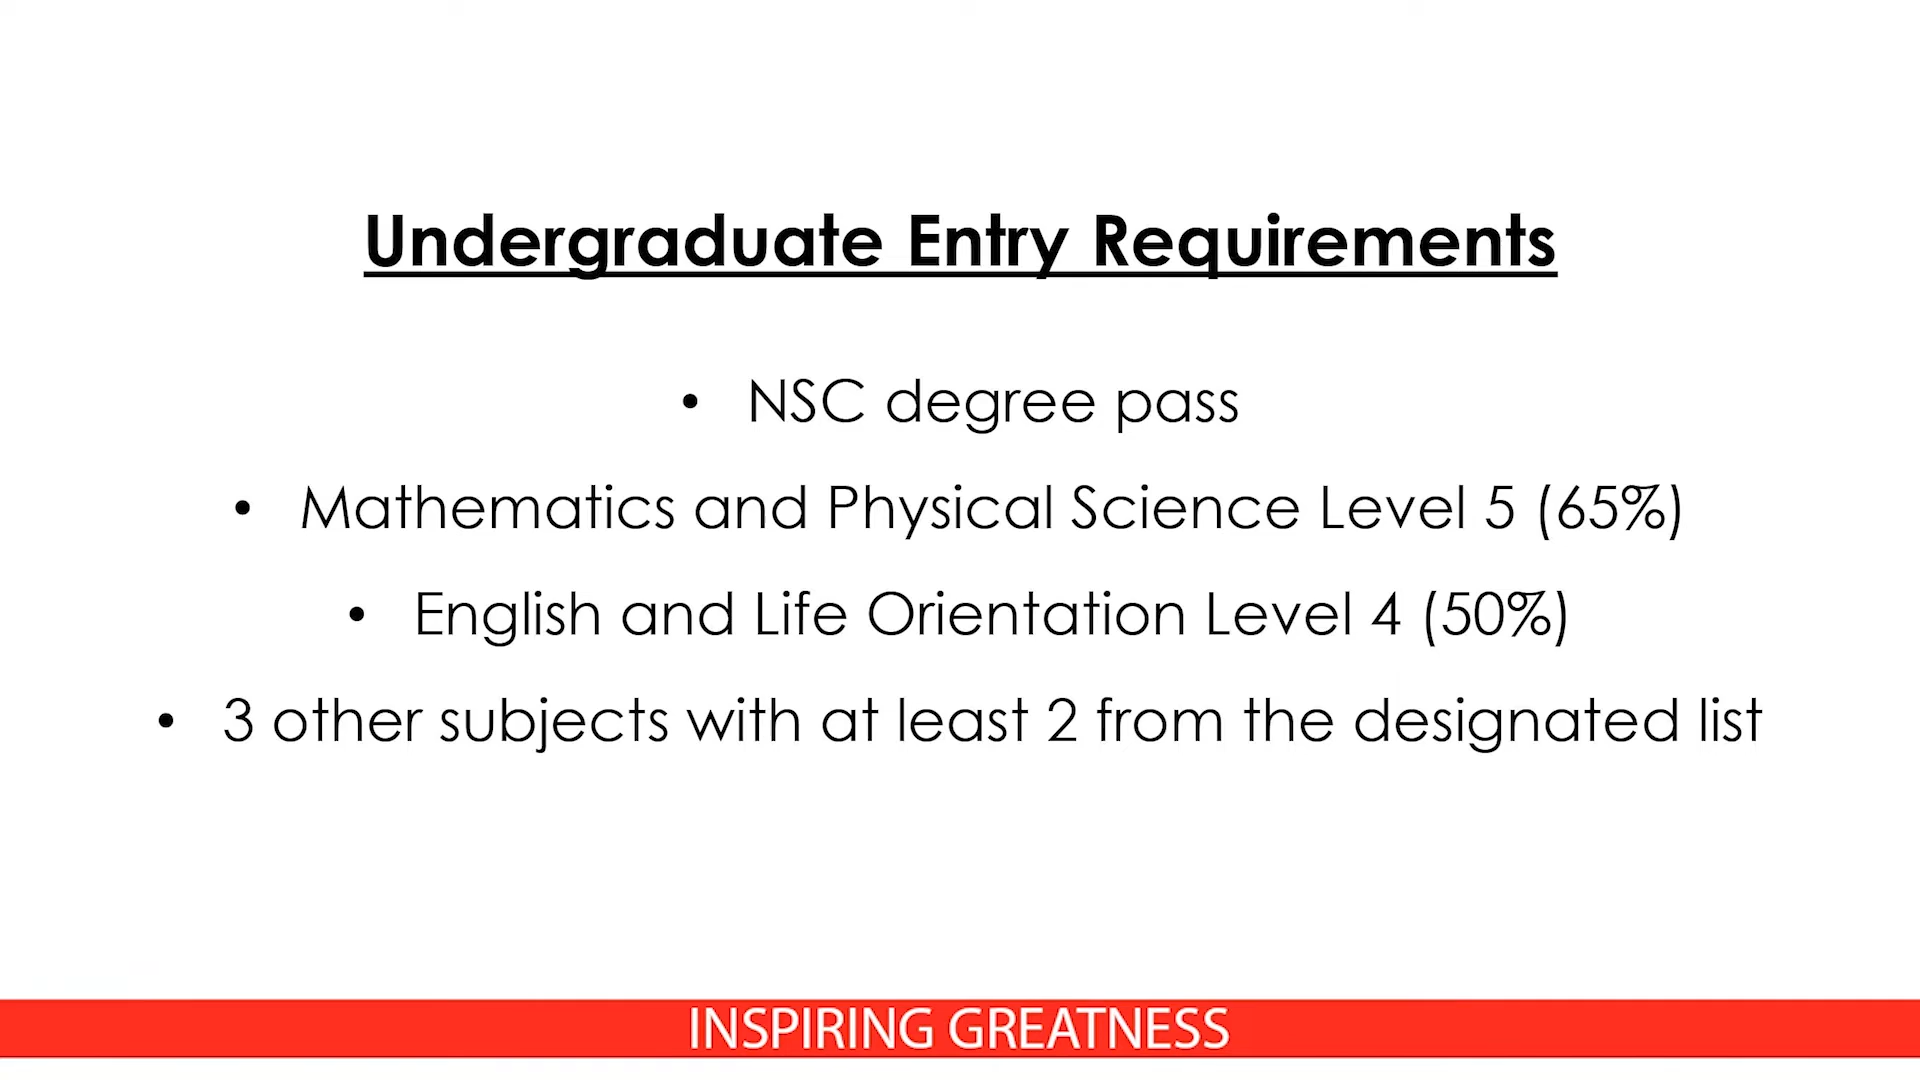 Undergraduate Entry Requirements
• NSC degree pass
• Mathematics and Physical Science Level 5 (65%)
• English and Life Orientation Level 4 (50%)
• 3 other subjects with at least 2 from the designated list
INSPIRING GREATNESS